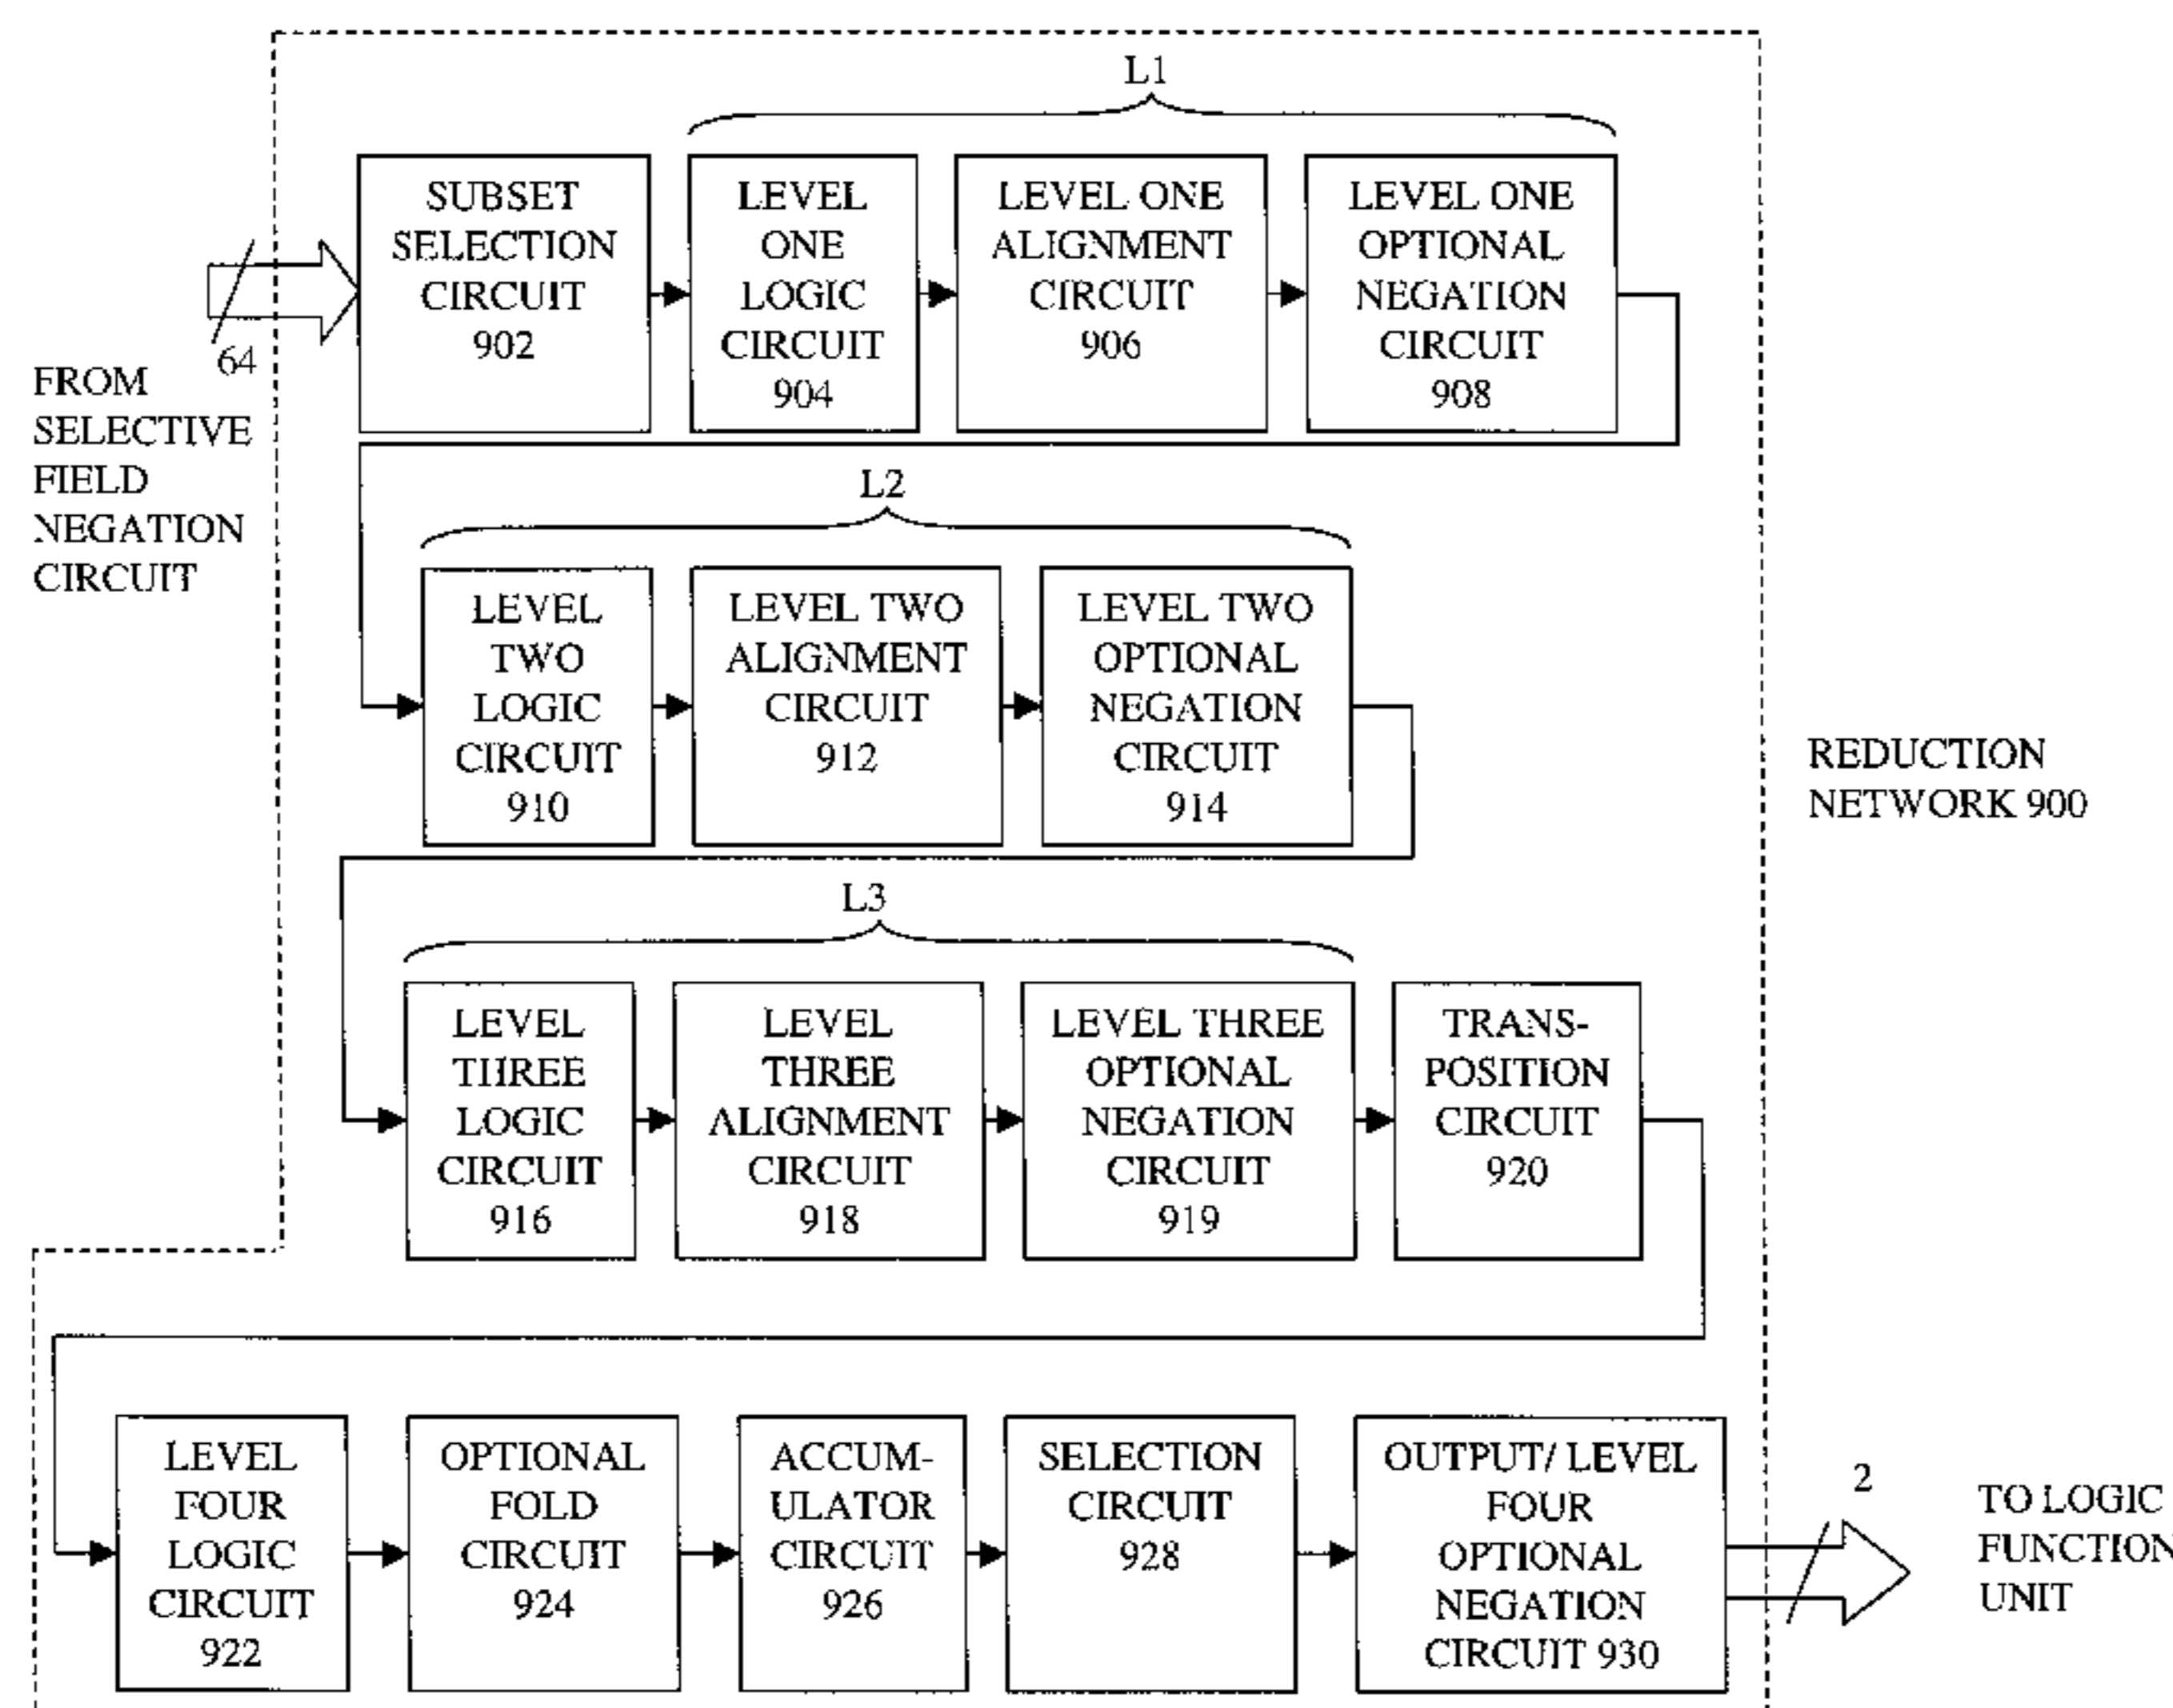 L1
SUBSET
SELECTION
CIRCUIT
902
LEVEL
ONE
LOGIC
CIRCUIT
904
LEVEL ONE
ALIGNMENT
CIRCUIT
906
LEVEL ONE
OPTIONAL
NEGATION
CIRCUIT
908
64
FROM
SELECTIVE
FIELD
NEGATION
CIRCUIT
L2
LEVEL
TWO
LOGIC
CIRCUIT
910
LEVEL TWO
ALIGNMENT
CIRCUIT
912
LEVEL TWO
OPTIONAL
NEGATION
CIRCUIT
914
REDUCTION
NETWORK 900
L3
LEVEL
THREE
LOGIC
CIRCUIT
916
LEVEL
THREE
ALIGNMENT
CIRCUIT
918
LEVEL THREE
OPTIONAL
NEGATION
CIRCUIT
919
TRANS-
POSITION
CIRCUIT
920
LEVEL
FOUR
LOGIC
CIRCUIT
922
OPTIONAL
FOLD
CIRCUIT
924
ACCUM-
ULATOR
CIRCUIT
926
SELECTION
CIRCUIT
928
OUTPUT/ LEVEL
FOUR
OPTIONAL
NEGATION
CIRCUIT 930
2
TO LOGIC
FUNCTION
UNIT